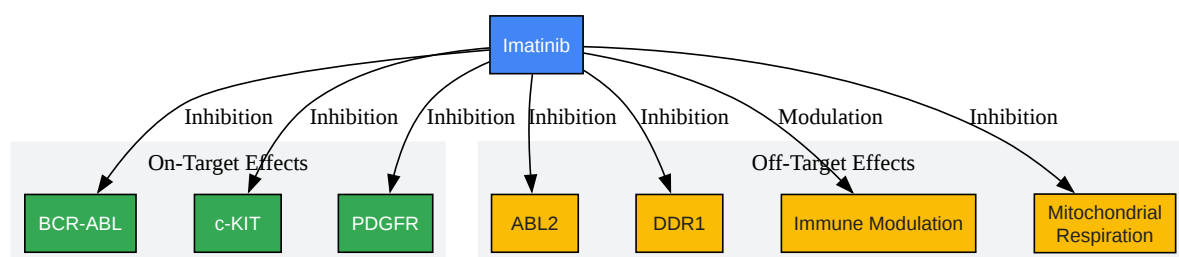 Imatinib
Inhibition Inhibition Inhibition Inhibition Inhibition Modulation Inhibition
On-Target Effects Off-Target Effects
BCR-ABL c-KIT PDGFR ABL2 DDR1 Immune Modulation Mitochondrial
Respiration